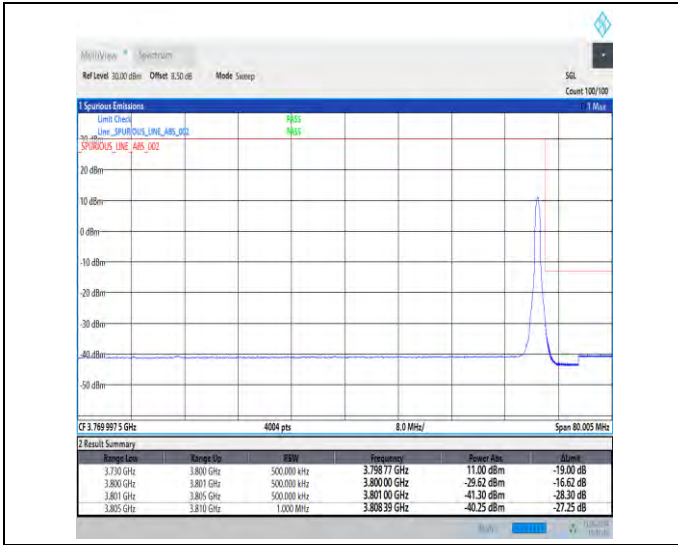 MultiView Spectrum
Ref Level 30.00 dBm Offset 8.50 dB Mode Sweep SGL
Count 100/100
1 Spurious Emissions 1 Max
Limit Check PASS
Line _SPURIOUS_LINE_ABS_002 PASS
_SPURIOUS_LINE_ABS_002
20 dBm
10 dBm
0 dBm
-10 dBm
-20 dBm
-30 dBm
-40 dBm
-50 dBm
CF 3.769 997 5 GHz 4004 pts 8.0 MHz/ Span 80.005 MHz
2 Result Summary
Range Low Range Up RBW Frequency Power Abs ΔLimit
3.730 GHz 3.800 GHz 500.000 kHz 3.798 77 GHz 11.00 dBm -19.00 dB
3.800 GHz 3.801 GHz 500.000 kHz 3.800 00 GHz -29.62 dBm -16.62 dB
3.801 GHz 3.805 GHz 500.000 kHz 3.801 00 GHz -41.30 dBm -28.30 dB
3.805 GHz 3.810 GHz 1.000 MHz 3.808 39 GHz -40.25 dBm -27.25 dB